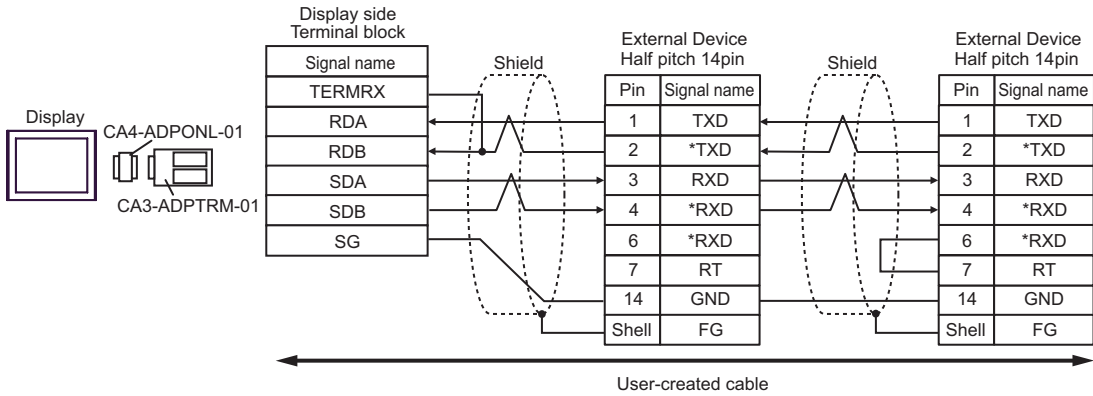 Display side
Terminal block
Signal name
TERMRX
RDA
RDB
SDA
SDB
SG
Display
CA4-ADPONL-01
CA3-ADPTRM-01
Shield
External Device
Half pitch 14pin
Pin Signal name
1 TXD
2 *TXD
3 RXD
4 *RXD
6 *RXD
7 RT
14 GND
Shell FG
Shield
External Device
Half pitch 14pin
Pin Signal name
1 TXD
2 *TXD
3 RXD
4 *RXD
6 *RXD
7 RT
14 GND
Shell FG
User-created cable